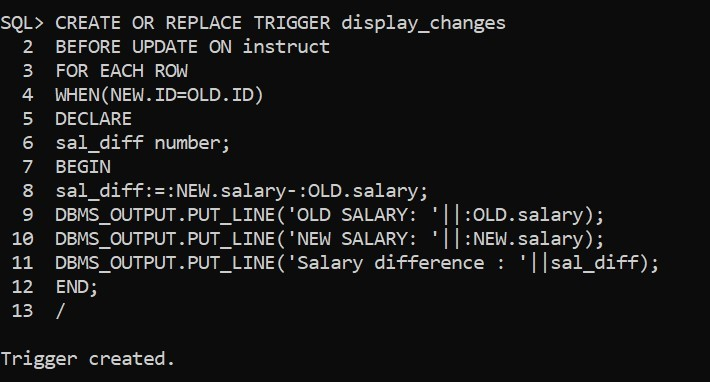 SQL> CREATE OR REPLACE TRIGGER display_changes
  2  BEFORE UPDATE ON instruct
  3  FOR EACH ROW
  4  WHEN(NEW.ID=OLD.ID)
  5  DECLARE
  6  sal_diff number;
  7  BEGIN
  8  sal_diff:=:NEW.salary-:OLD.salary;
  9  DBMS_OUTPUT.PUT_LINE('OLD SALARY: '||:OLD.salary);
 10  DBMS_OUTPUT.PUT_LINE('NEW SALARY: '||:NEW.salary);
 11  DBMS_OUTPUT.PUT_LINE('Salary difference : '||sal_diff);
 12  END;
 13  /
Trigger created.